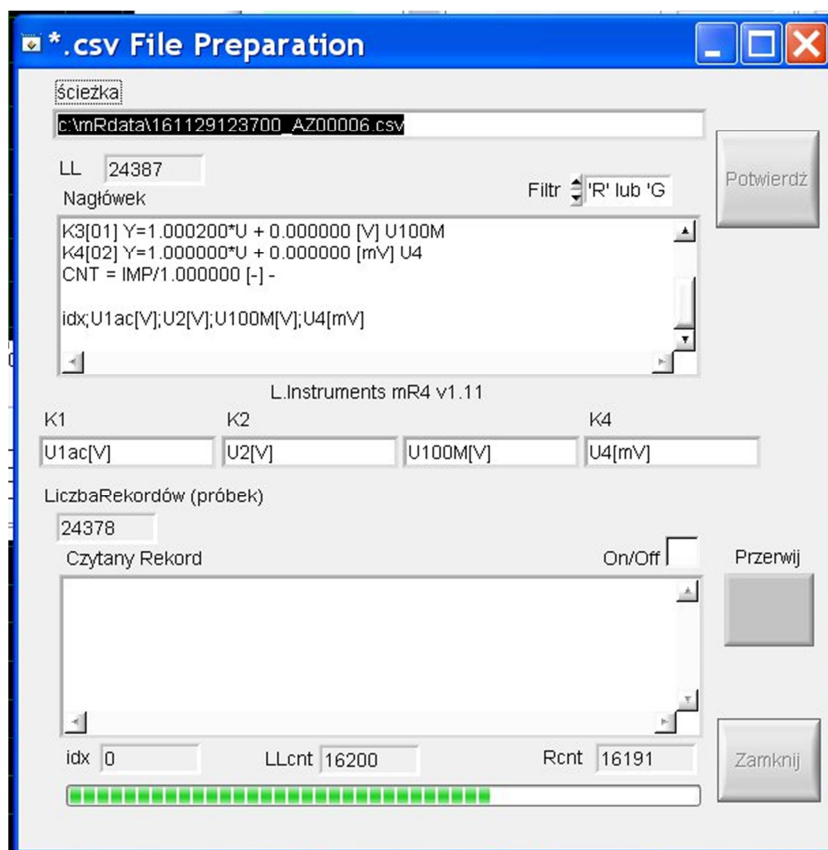 *.csv File Preparation
ścieżka
c:\mRdata\161129123700_AZ00006.csv
Potwierdź
LL 24387
Filtr 'R' lub 'G
Nagłówek
K3[01] Y=1.000200*U + 0.000000 [V] U100M
K4[02] Y=1.000000*U + 0.000000 [mV] U4
CNT = IMP/1.000000 [-] -
idx;U1ac[V];U2[V];U100M[V];U4[mV]
L.Instruments mR4 v1.11
K1 K2 K4
U1ac[V] U2[V] U100M[V] U4[mV]
LiczbaRekordów (próbek)
24378
Czytany Rekord On/Off Przerwij
idx 0 LLcnt 16200 Rcnt 16191 Zamknij